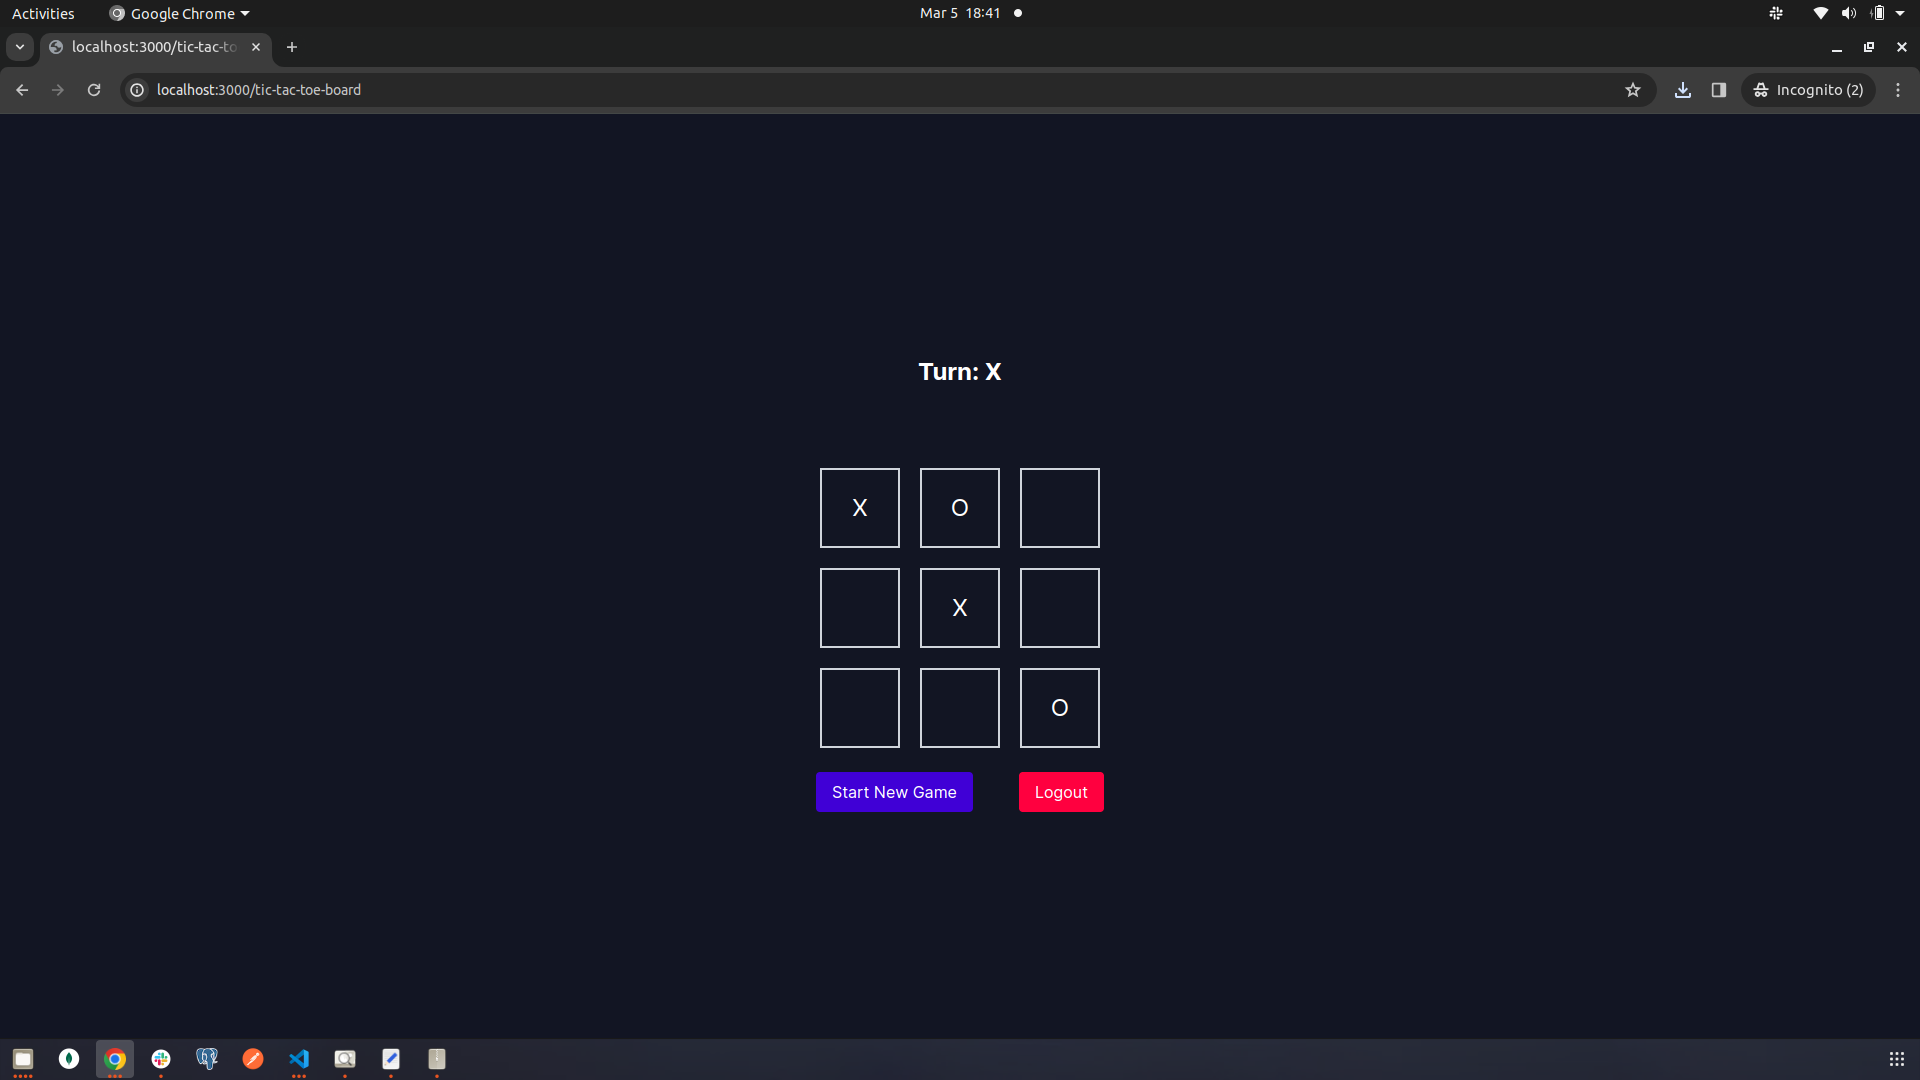 Activities Google Chrome Mar 5 18:41
localhost:3000/tic-tac-to
localhost:3000/tic-tac-toe-board Incognito (2)
Turn: X
X O
X
O
Start New Game Logout